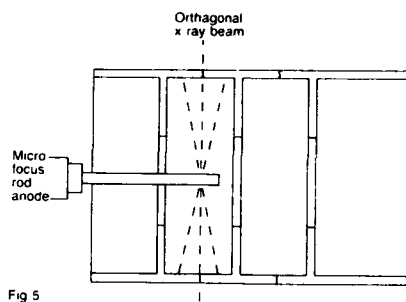 Orthagonal
x ray beam
Micro
focus
rod
anode
Fig 5